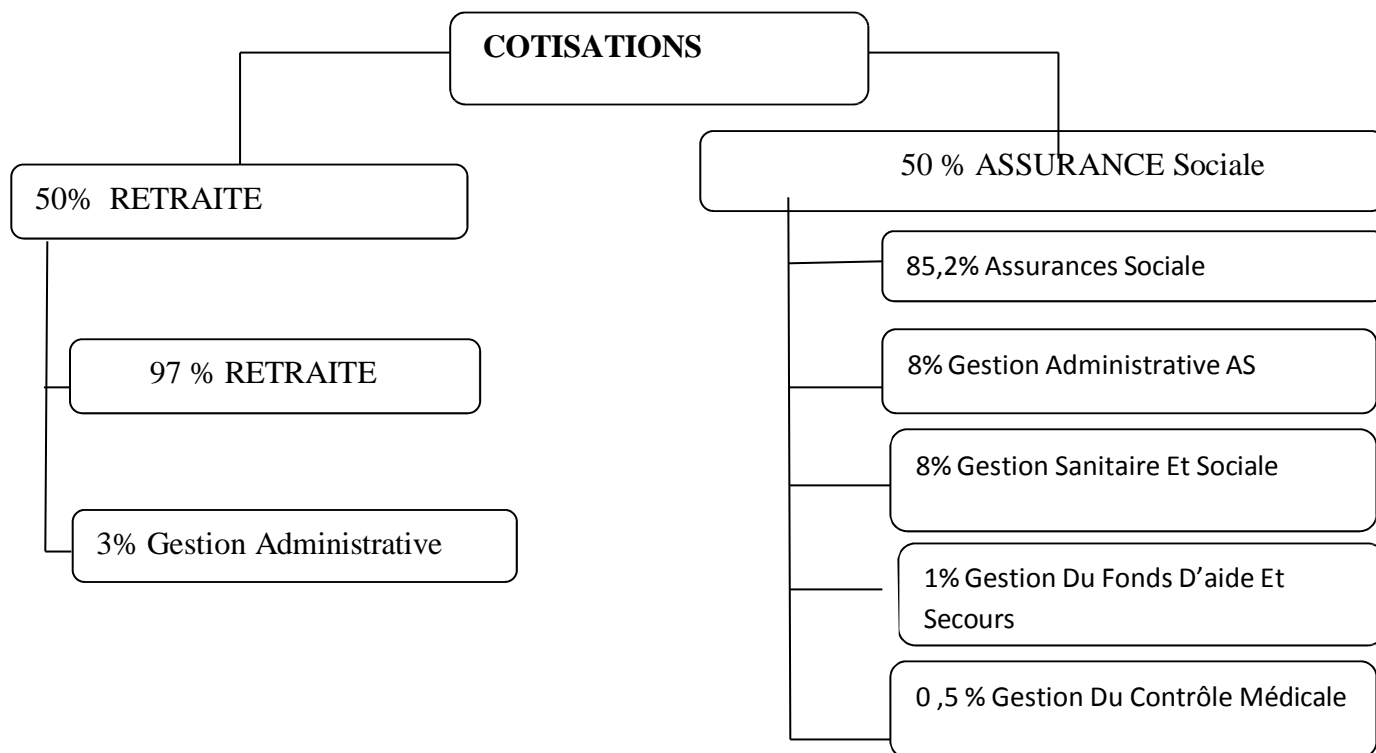 COTISATIONS
50% RETRAITE
97 % RETRAITE
3% Gestion Administrative
50 % ASSURANCE Sociale
85,2% Assurances Sociale
8% Gestion Administrative AS
8% Gestion Sanitaire Et Sociale
1% Gestion Du Fonds D’aide Et
Secours
0 ,5 % Gestion Du Contrôle Médicale